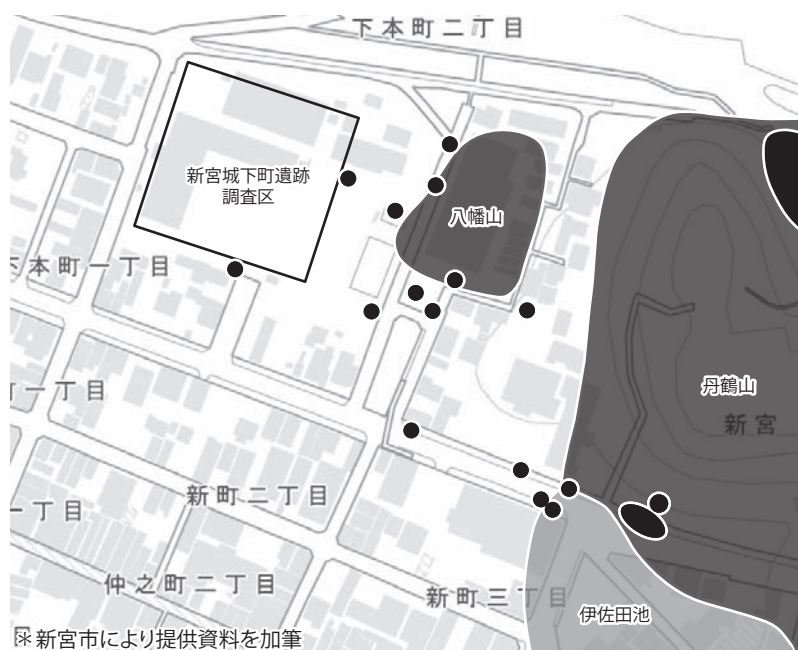 下本町二丁目
新宮城下町遺跡
調査区
八幡山
下本町一丁目
丹鶴山
新宮
丁一丁目
新町二丁目
一丁目
仲之町二丁目
新町三丁目
伊佐田池
＊新宮市により提供資料を加筆